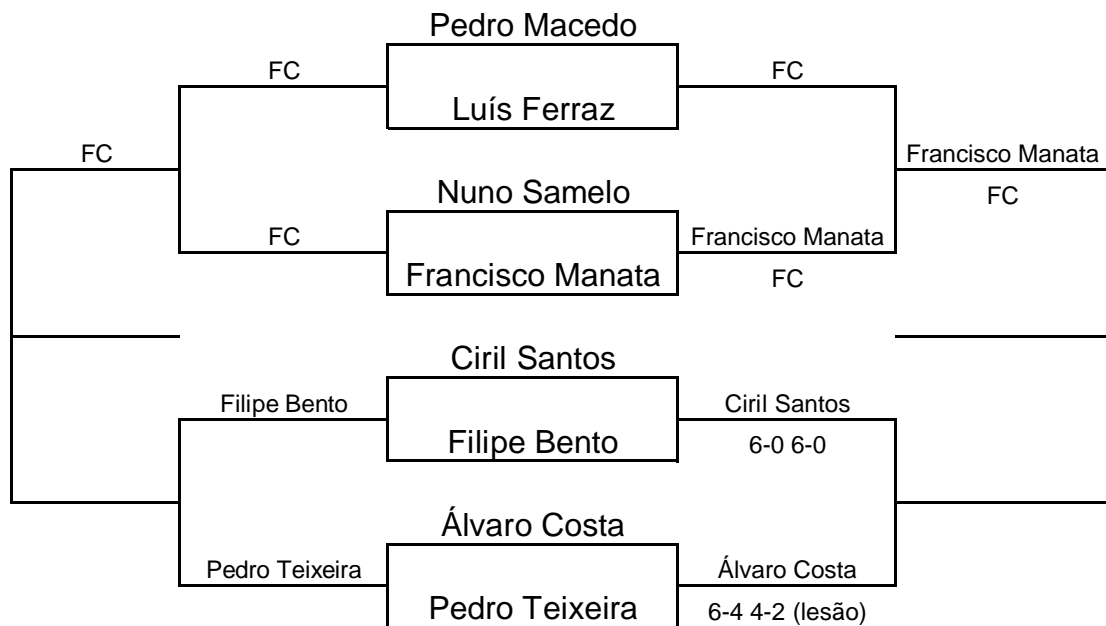 Pedro Macedo
FC
FC
Luís Ferraz
FC
Francisco Manata
Nuno Samelo
FC
FC
Francisco Manata
Francisco Manata
FC
Ciril Santos
Filipe Bento
Ciril Santos
Filipe Bento
6-0 6-0
Álvaro Costa
Pedro Teixeira
Álvaro Costa
Pedro Teixeira
6-4 4-2 (lesão)